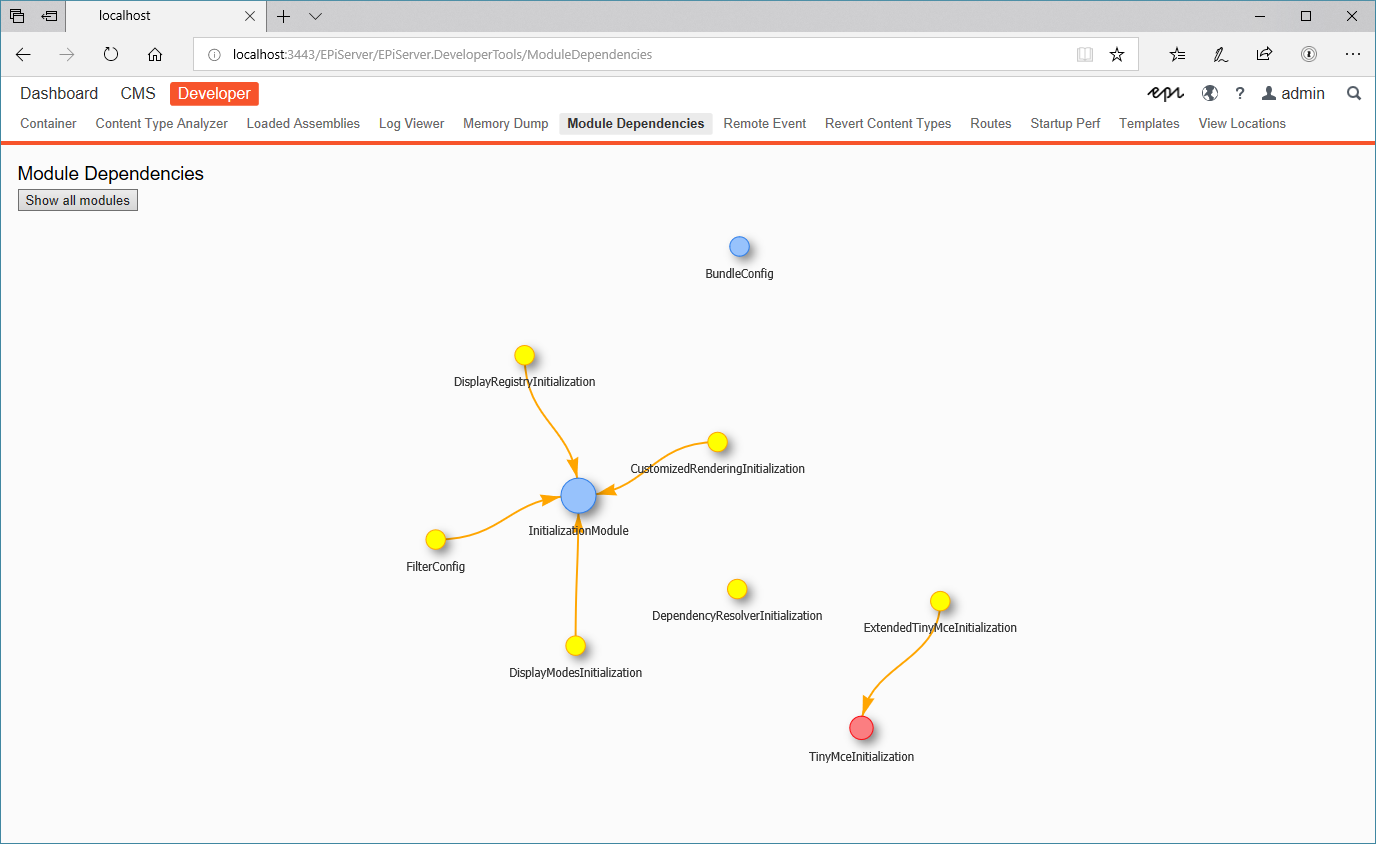 localhost
localhost:3443/EPiServer/EPiServer.DeveloperTools/ModuleDependencies
Dashboard CMS Developer epi ? admin
Container Content Type Analyzer Loaded Assemblies Log Viewer Memory Dump Module Dependencies Remote Event Revert Content Types Routes Startup Perf Templates View Locations
Module Dependencies
Show all modules
BundleConfig
DisplayRegistryInitialization
CustomizedRenderingInitialization
InitializationModule
FilterConfig
DependencyResolverInitialization
ExtendedTinyMceInitialization
DisplayModesInitialization
TinyMceInitialization